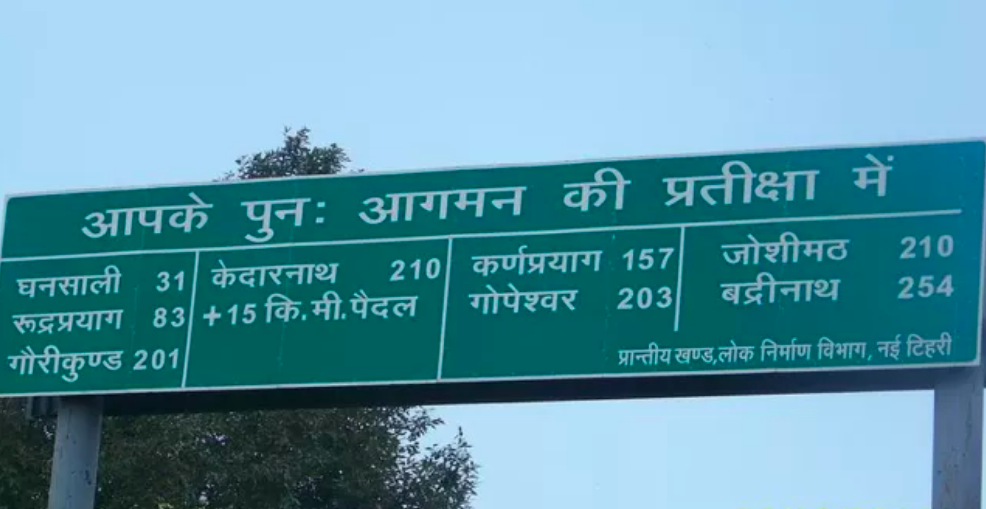 आपके पुनः आगमन की प्रतीक्षा में
घनसाली 31
रूद्रप्रयाग 83
गौरीकुण्ड 201
केदारनाथ 210
+15 कि.मी.पैदल
कर्णप्रयाग 157
गोपेश्वर 203
जोशीमठ 210
बद्रीनाथ 254
प्रान्तीय खण्ड,लोक निर्माण विभाग, नई टिहरी